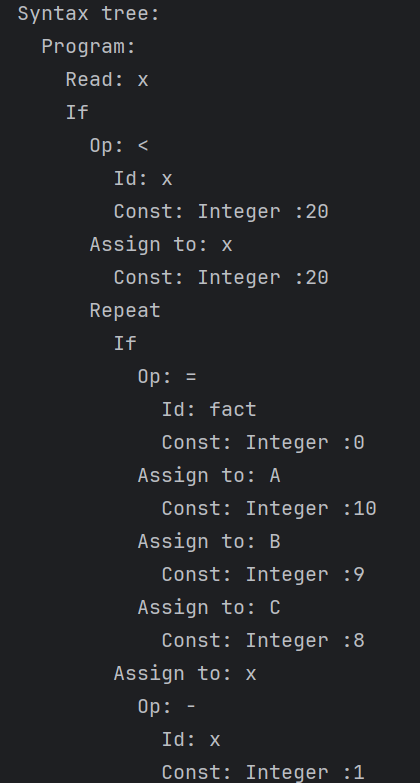 Syntax tree:
  Program:
    Read: x
    If
      Op: <
        Id: x
        Const: Integer :20
      Assign to: x
        Const: Integer :20
      Repeat
        If
          Op: =
            Id: fact
            Const: Integer :0
          Assign to: A
            Const: Integer :10
          Assign to: B
            Const: Integer :9
          Assign to: C
            Const: Integer :8
        Assign to: x
          Op: -
            Id: x
            Const: Integer :1